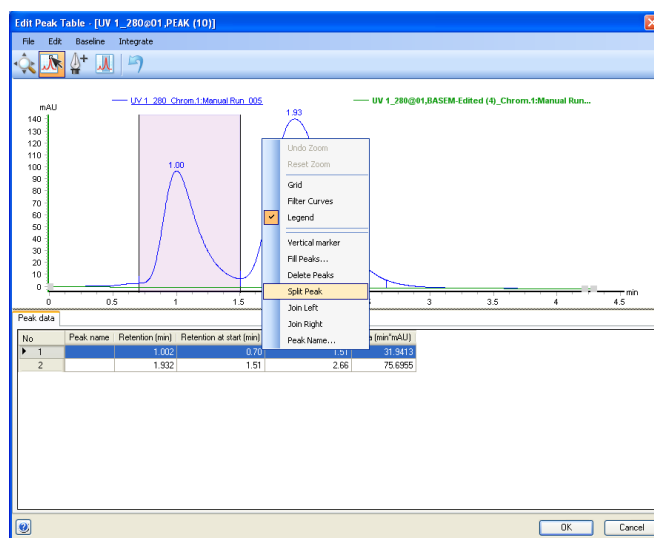 Edit Peak Table - [UV 1_280@01,PEAK (10)]
File Edit Baseline Integrate
UV 1_280_Chrom.1:Manual Run_005
UV 1_280@01,BASEM-Edited (4)_Chrom.1:Manual Run...
mAU
140
130
120
110
100
90
80
70
60
50
40
30
20
10
0
1.00
1.93
0 0.5 1 1.5 3 3.5 4 4.5
min
Undo Zoom
Reset Zoom
Grid
Filter Curves
Legend
Vertical marker
Fill Peaks...
Delete Peaks
Split Peak
Join Left
Join Right
Peak Name...
Peak data
No Peak name Retention (min) Retention at start (min) (min*mAU)
1 1.002 0.70 1.51 31.9413
2 1.932 1.51 2.66 75.6955
OK Cancel